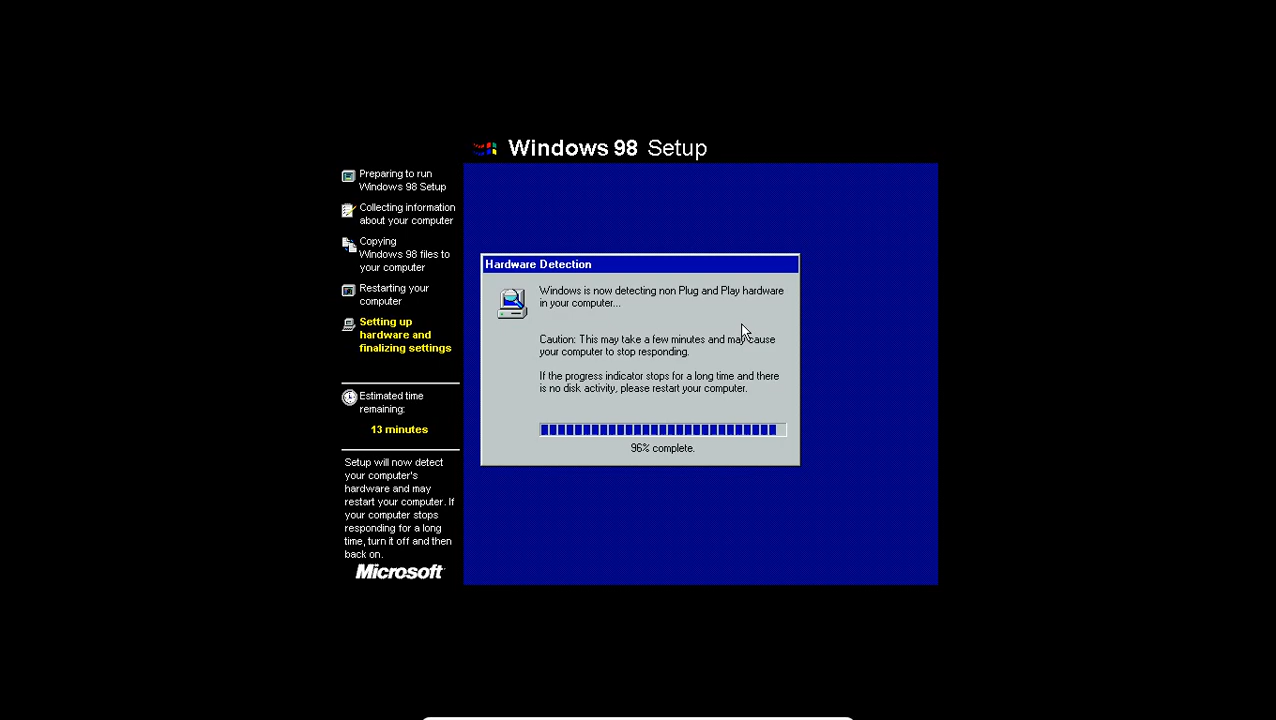 Windows 98 Setup
Preparing to run
Windows 98 Setup
Collecting information
about your computer
Copying
Windows 98 files to
your computer
Restarting your
computer
Setting up
hardware and
finalizing settings
Estimated time
remaining:
13 minutes
Setup will now detect
your computer's
hardware and may
restart your computer. If
your computer stops
responding for a long
time, turn it off and then
back on.
Microsoft
Hardware Detection
Windows is now detecting non Plug and Play hardware
in your computer...
Caution: This may take a few minutes and may cause
your computer to stop responding.
If the progress indicator stops for a long time and there
is no disk activity, please restart your computer.
96% complete.